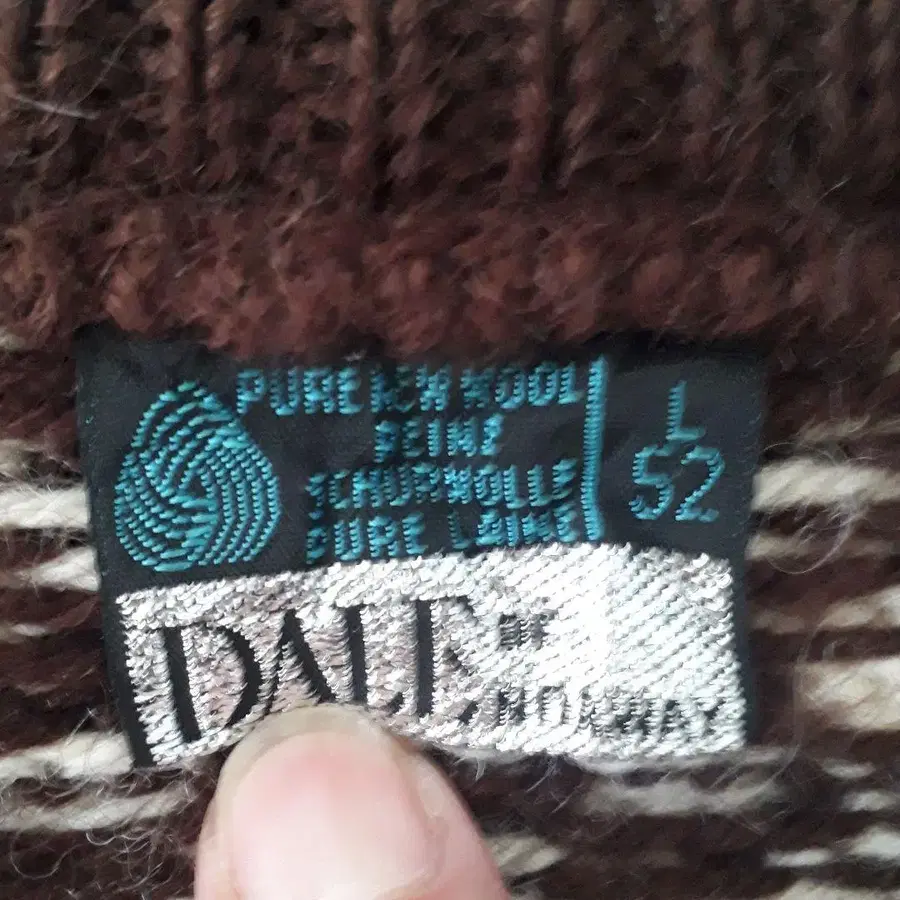 PURE NEW WOOL
REINE
SCHURWOLLE
PURE LAINE
L
52
DALE OF
NORWAY